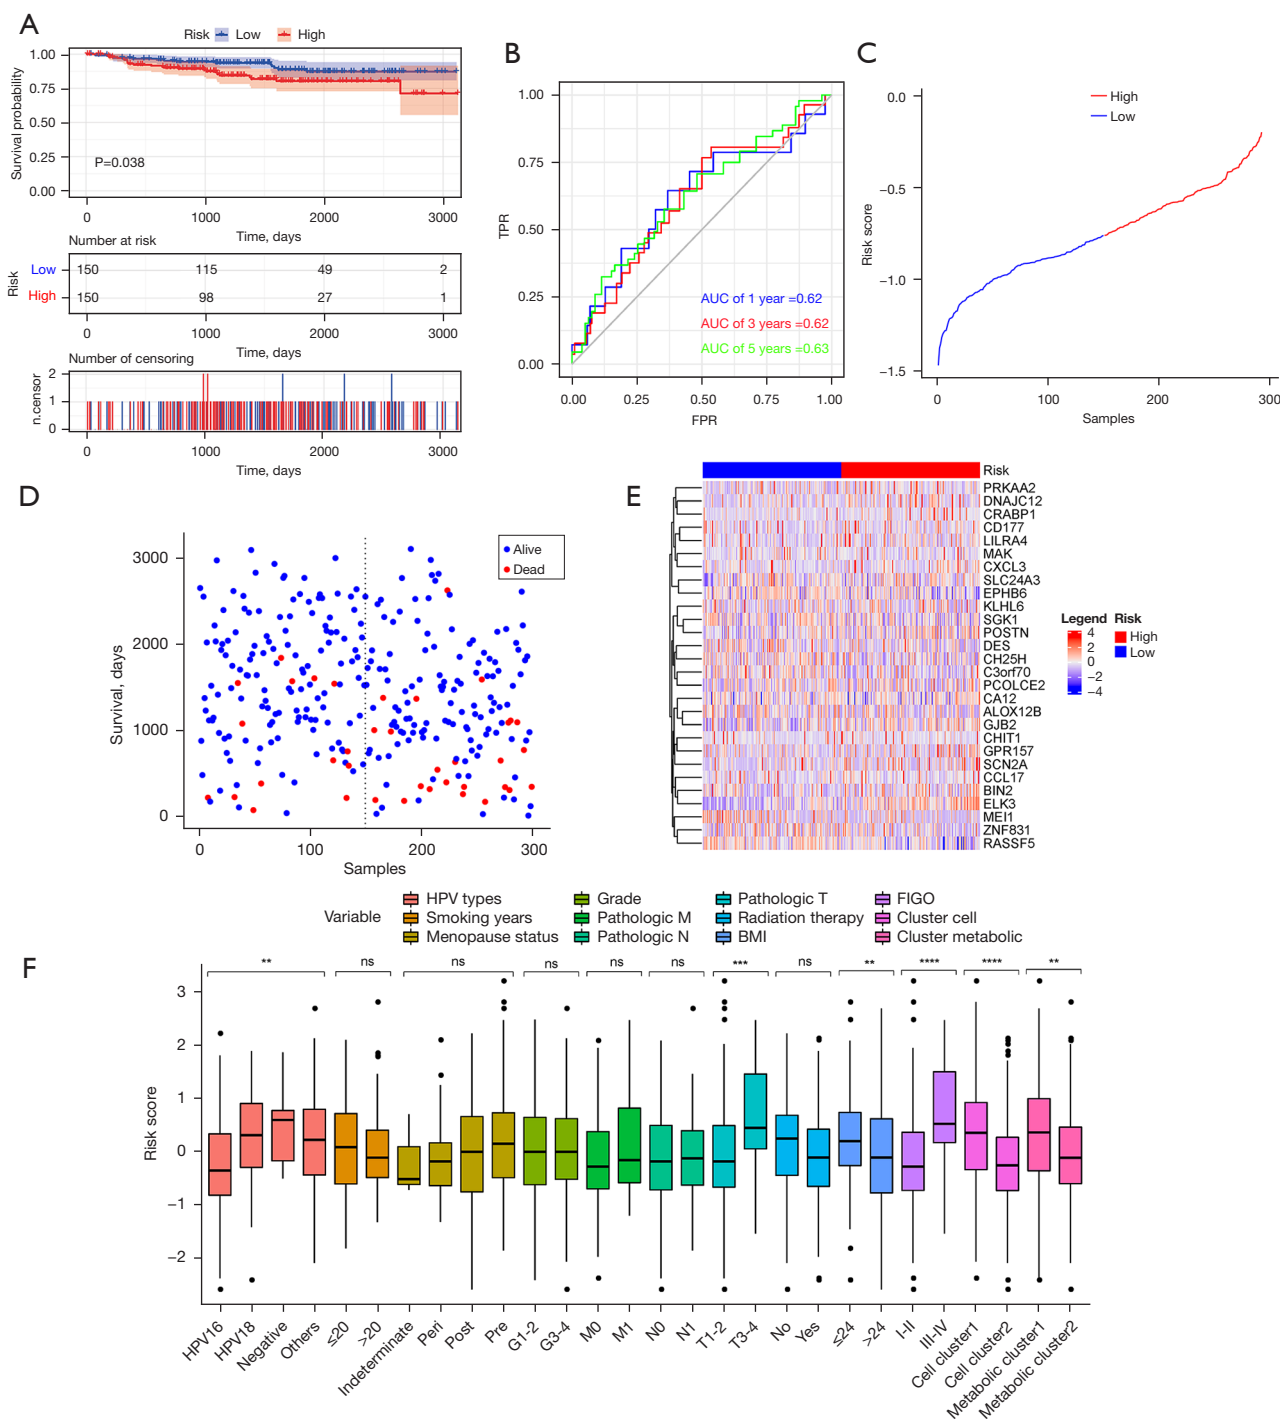 A
Risk Low High
Survival probability
1.00
0.75
0.50
0.25
0.00
P=0.038
0 1000 2000 3000
Time, days
Number at risk
Risk
Low 150 115 49 2
High 150 98 27 1
0 1000 2000 3000
Time, days
Number of censoring
n.censor
2
1
0
0 1000 2000 3000
Time, days
B
TPR
1.00
0.75
0.50
0.25
0.00
AUC of 1 year =0.62
AUC of 3 years =0.62
AUC of 5 years =0.63
0.00 0.25 0.50 0.75 1.00
FPR
C
High
Low
Risk score
0.0
−0.5
−1.0
−1.5
0 100 200 300
Samples
D
Alive
Dead
Survival, days
3000
2000
1000
0
0 100 200 300
Samples
E
Risk
PRKAA2
DNAJC12
CRABP1
CD177
LILRA4
MAK
CXCL3
SLC24A3
EPHB6
KLHL6
SGK1
POSTN
DES
CH25H
C3orf70
PCOLCE2
CA12
ALOX12B
GJB2
CHIT1
GPR157
SCN2A
CCL17
BIN2
ELK3
MEI1
ZNF831
RASSF5
Legend Risk
4
2
0
−2
−4
High
Low
Variable
HPV types Grade Pathologic T FIGO
Smoking years Pathologic M Radiation therapy Cluster cell
Menopause status Pathologic N BMI Cluster metabolic
F
** ns ns ns ns ns *** ns ** **** **** **
Risk score
3
2
1
0
−1
−2
HPV16 HPV18 Negative Others ≤20 >20 Indeterminate Peri Post Pre G1-2 G3-4 M0 M1 N0 N1 T1-2 T3-4 No Yes ≤24 >24 I-II III-IV Cell cluster1 Cell cluster2 Metabolic cluster1 Metabolic cluster2